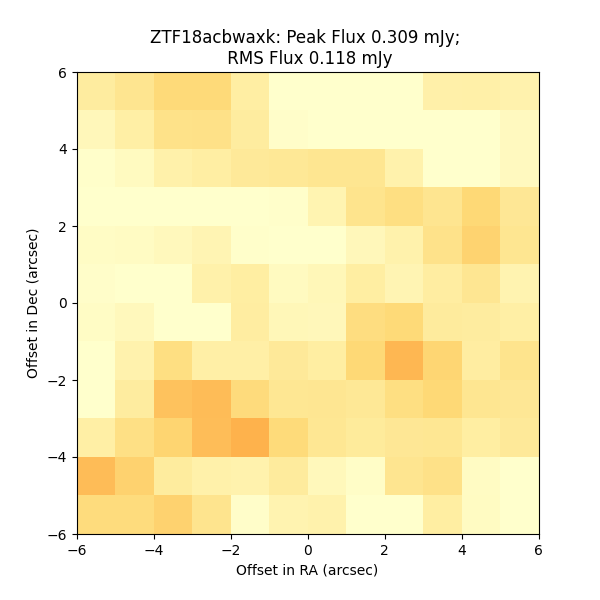 ZTF18acbwaxk: Peak Flux 0.309 mJy;
RMS Flux 0.118 mJy
6
4
2
0
−2
−4
−6
Offset in Dec (arcsec)
−6 −4 −2 0 2 4 6
Offset in RA (arcsec)